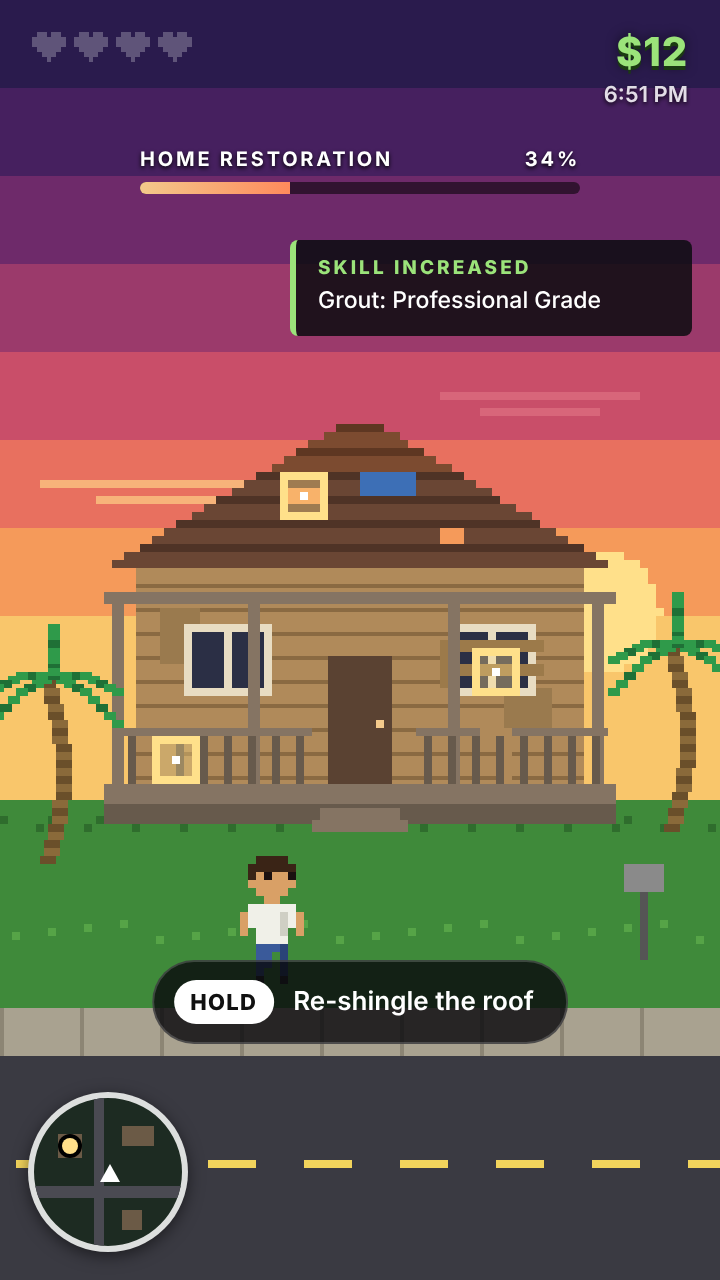 $12
6:51 PM
HOME RESTORATION 34%
SKILL INCREASED
Grout: Professional Grade
HOLD Re-shingle the roof